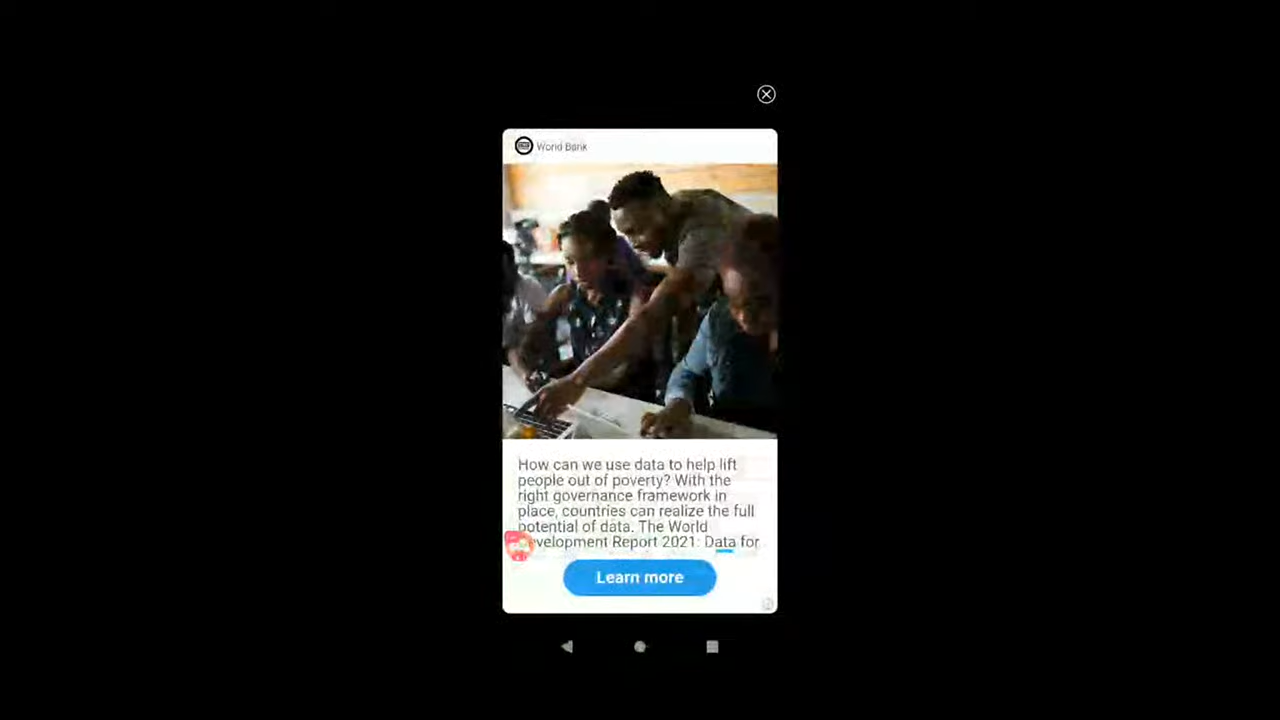 World Bank
How can we use data to help lift
people out of poverty? With the
right governance framework in
place, countries can realize the full
potential of data. The World
evelopment Report 2021: Data for
Learn more